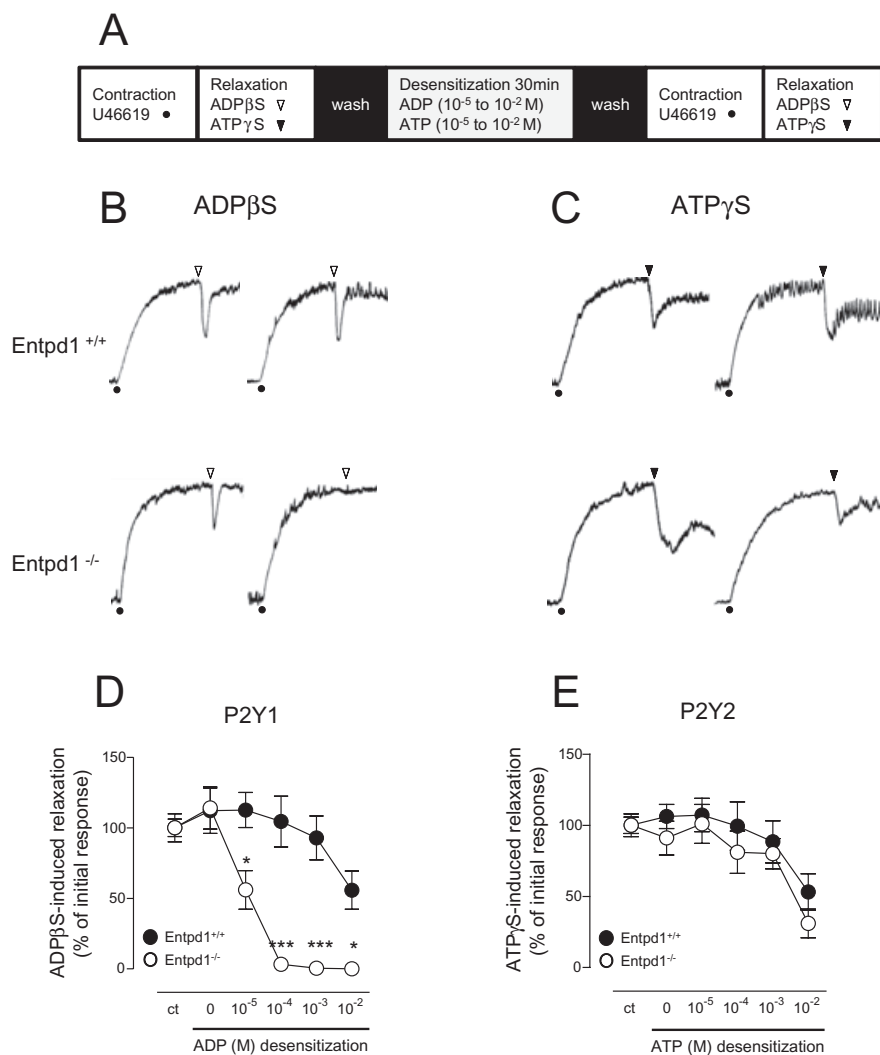 A
Contraction
U46619 ●
Relaxation
ADPβS ▽
ATPγS ▼
wash
Desensitization 30min
ADP (10⁻⁵ to 10⁻² M)
ATP (10⁻⁵ to 10⁻² M)
wash
Contraction
U46619 ●
Relaxation
ADPβS ▽
ATPγS ▼
B
ADPβS
C
ATPγS
Entpd1 +/+
Entpd1 -/-
D
P2Y1
ADPβS-induced relaxation
(% of initial response)
150
100
50
0
*
*** *** *
Entpd1+/+
Entpd1-/-
ct 0 10⁻⁵ 10⁻⁴ 10⁻³ 10⁻²
ADP (M) desensitization
E
P2Y2
ATPγS-induced relaxation
(% of initial response)
150
100
50
0
Entpd1+/+
Entpd1-/-
ct 0 10⁻⁵ 10⁻⁴ 10⁻³ 10⁻²
ATP (M) desensitization